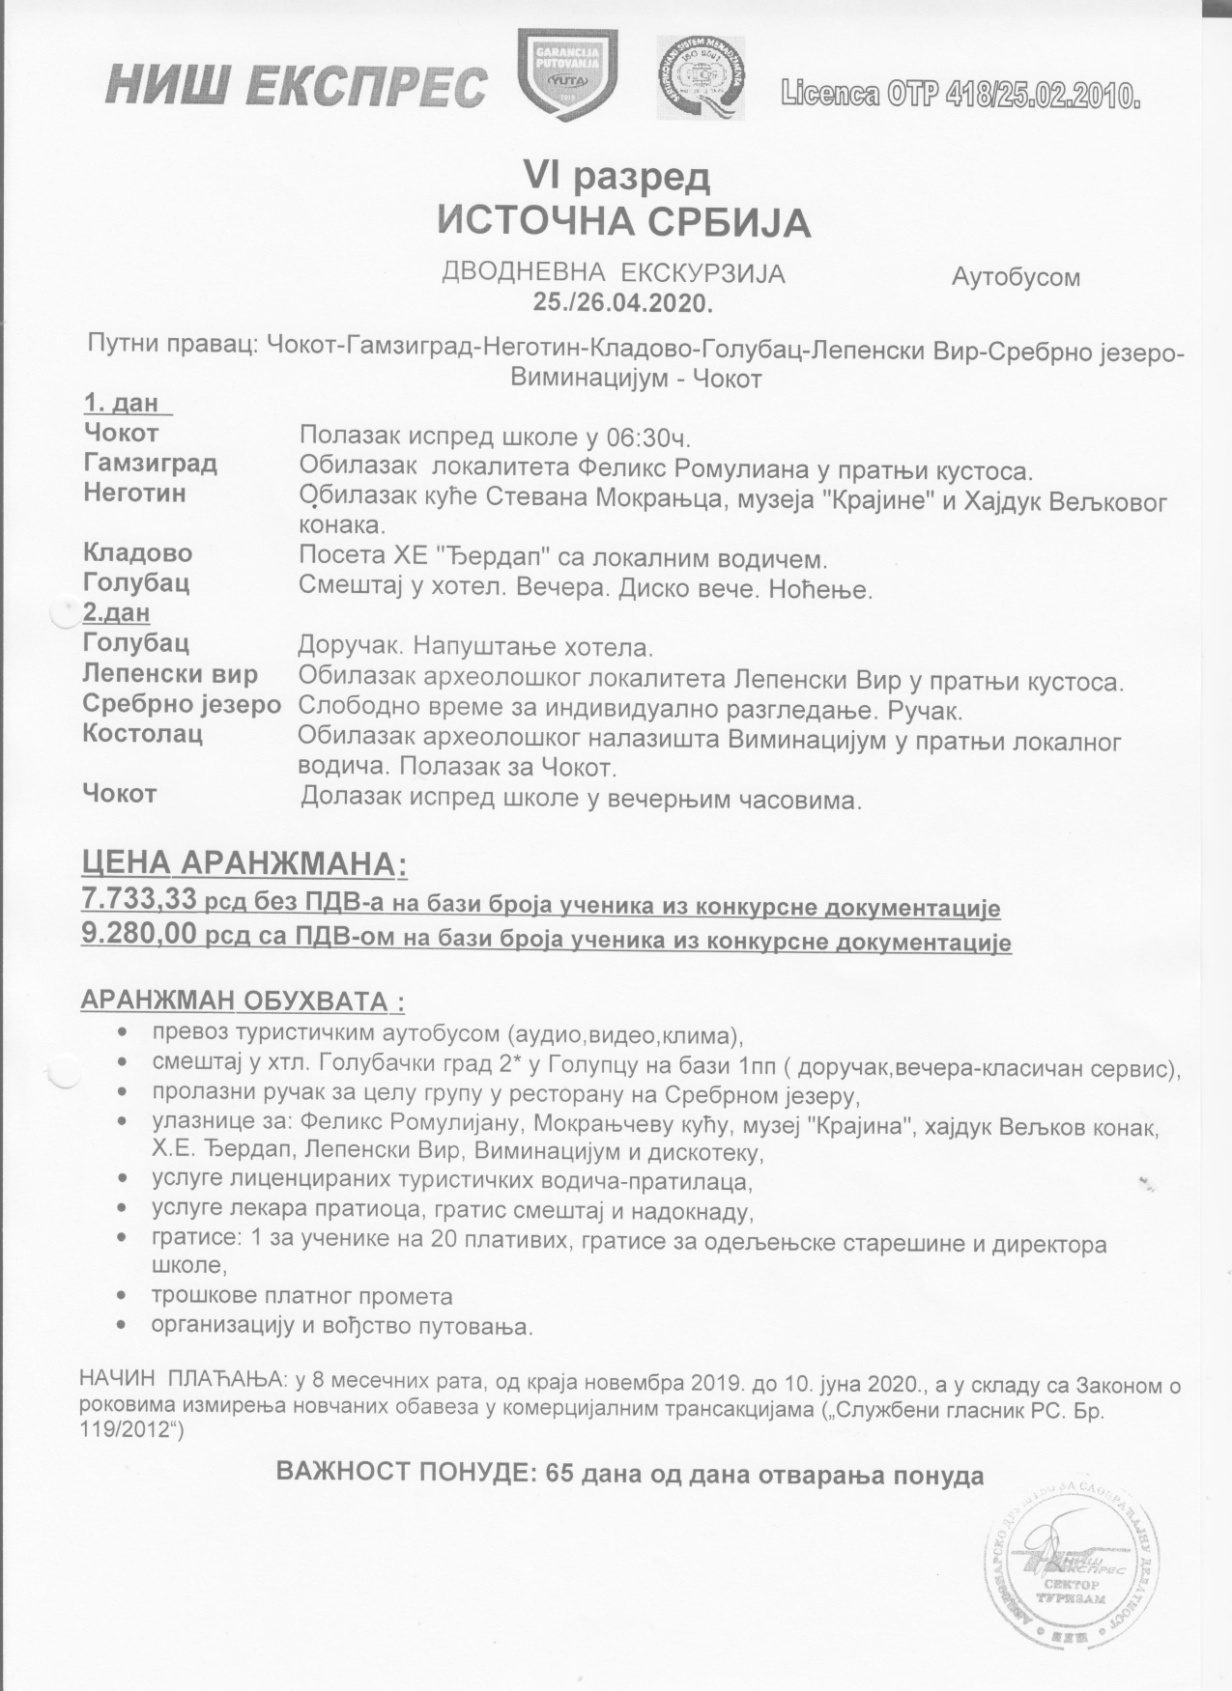 НИШ ЕКСПРЕС
GARANCIJA
PUTOVANJA
YUTA
ISO 9001
Licenca OTP 418/25.02.2010.
VI разред
ИСТОЧНА СРБИЈА
ДВОДНЕВНА ЕКСКУРЗИЈА Аутобусом
25./26.04.2020.
Путни правац: Чокот-Гамзиград-Неготин-Кладово-Голубац-Лепенски Вир-Сребрно језеро-
Виминацијум - Чокот
1. дан
Чокот Полазак испред школе у 06:30ч.
Гамзиград Обилазак локалитета Феликс Ромулиана у пратњи кустоса.
Неготин Обилазак куће Стевана Мокрањца, музеја "Крајине" и Хајдук Вељковог
конака.
Кладово Посета ХЕ "Ђердап" са локалним водичем.
Голубац Смештај у хотел. Вечера. Диско вече. Ноћење.
2.дан
Голубац Доручак. Напуштање хотела.
Лепенски вир Обилазак археолошког локалитета Лепенски Вир у пратњи кустоса.
Сребрно језеро Слободно време за индивидуално разгледање. Ручак.
Костолац Обилазак археолошког налазишта Виминацијум у пратњи локалног
водича. Полазак за Чокот.
Чокот Долазак испред школе у вечерњим часовима.
ЦЕНА АРАНЖМАНА:
7.733,33 рсд без ПДВ-а на бази броја ученика из конкурсне документације
9.280,00 рсд са ПДВ-ом на бази броја ученика из конкурсне документације
АРАНЖМАН ОБУХВАТА :
• превоз туристичким аутобусом (аудио,видео,клима),
• смештај у хтл. Голубачки град 2* у Голупцу на бази 1пп ( доручак,вечера-класичан сервис),
• пролазни ручак за целу групу у ресторану на Сребрном језеру,
• улазнице за: Феликс Ромулијану, Мокрањчеву кућу, музеј "Крајина", хајдук Вељков конак,
Х.Е. Ђердап, Лепенски Вир, Виминацијум и дискотеку,
• услуге лиценцираних туристичких водича-пратилаца,
• услуге лекара пратиоца, гратис смештај и надокнаду,
• гратисе: 1 за ученике на 20 плативих, гратисе за одељењске старешине и директора
школе,
• трошкове платног промета
• организацију и вођство путовања.
НАЧИН ПЛАЋАЊА: у 8 месечних рата, од краја новембра 2019. до 10. јуна 2020., а у складу са Законом о
роковима измирења новчаних обавеза у комерцијалним трансакцијама („Службени гласник РС. Бр.
119/2012“)
ВАЖНОСТ ПОНУДЕ: 65 дана од дана отварања понуда
НИШ
ЕКСПРЕС
СЕКТОР
ТУРИЗАМ